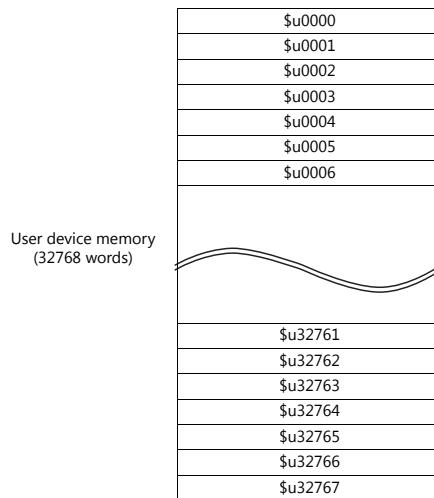 $u0000
$u0001
$u0002
$u0003
$u0004
$u0005
$u0006
User device memory
(32768 words)
$u32761
$u32762
$u32763
$u32764
$u32765
$u32766
$u32767